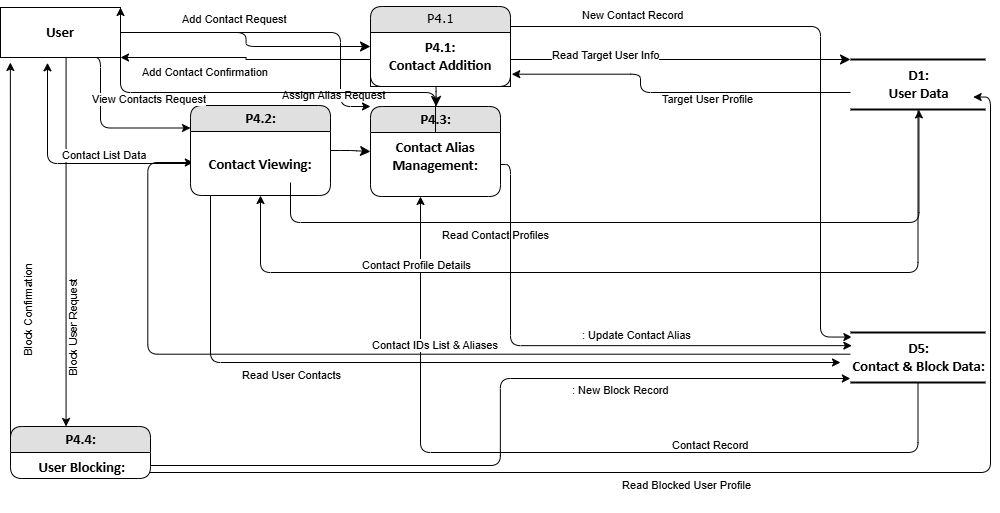 User
Add Contact Request
P4.1
P4.1:
Contact Addition
New Contact Record
Read Target User Info
Add Contact Confirmation
D1:
User Data
Target User Profile
View Contacts Request
Assign Alias Request
P4.2:
Contact Viewing:
P4.3:
Contact Alias
Management:
Contact List Data
Read Contact Profiles
Contact Profile Details
Block Confirmation
Block User Request
: Update Contact Alias
Contact IDs List & Aliases
D5:
Contact & Block Data:
Read User Contacts
: New Block Record
P4.4:
User Blocking:
Contact Record
Read Blocked User Profile